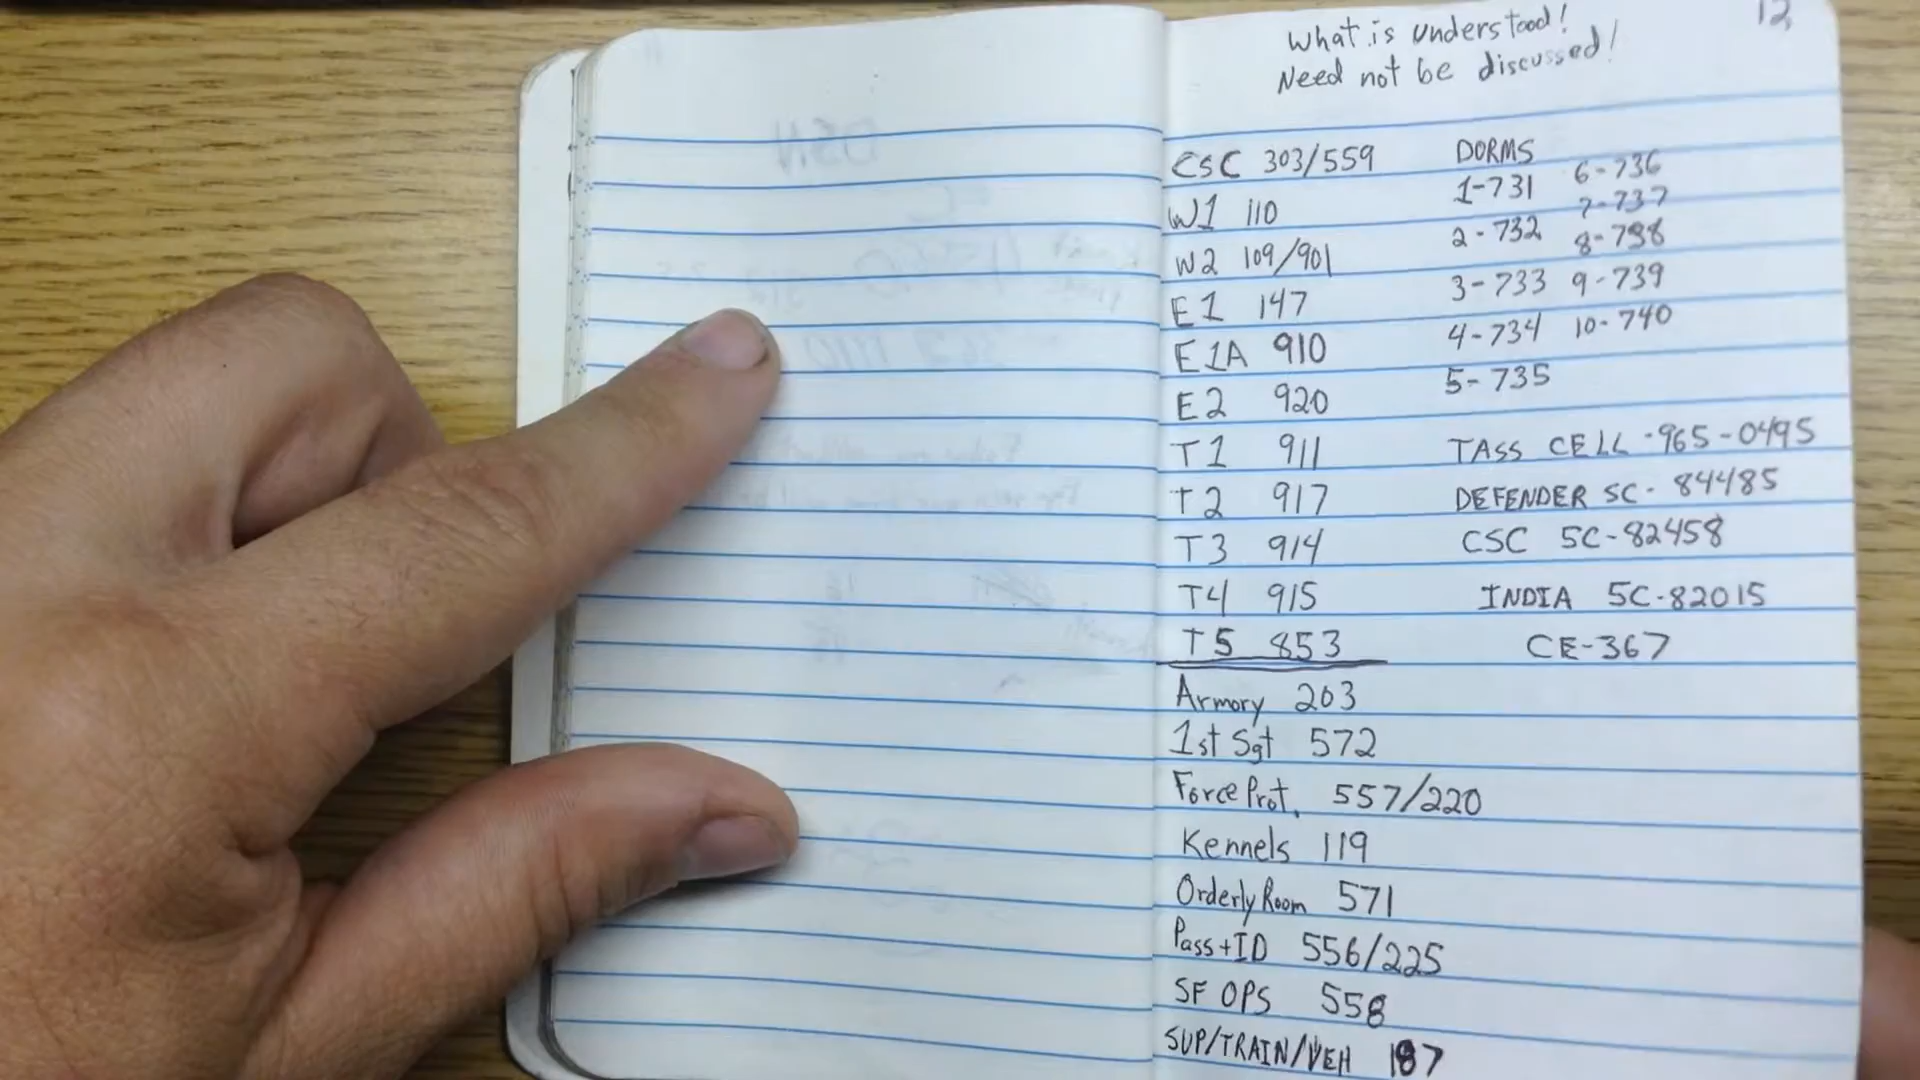 12
What is understood!
Need not be discussed!
CSC 303/559
W1 110
W2 109/901
E1 147
E1A 910
E2 920
T1 911
T2 917
T3 914
T4 915
T5 853
Armory 203
1st Sgt 572
Force Prot. 557/220
Kennels 119
Orderly Room 571
Pass+ID 556/225
SF OPS 558
SUP/TRAIN/VEH 187
DORMS
1-731 6-736
2-732 7-737
3-733 8-738
4-734 9-739
5-735 10-740
TASS CELL -965-0495
DEFENDER SC- 84485
CSC SC-82458
INDIA SC-82015
CE-367
DSN